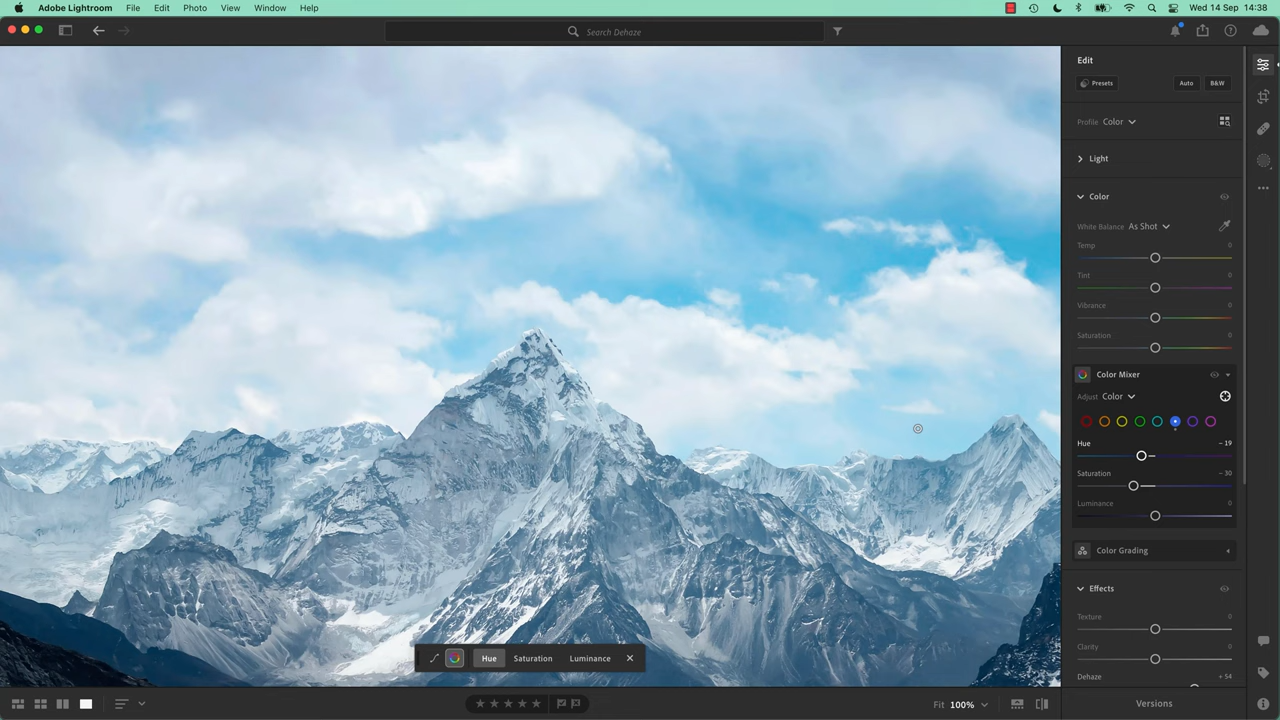 Adobe Lightroom File Edit Photo View Window Help Wed 14 Sep 14:38
Search Dehaze
Edit
Presets Auto B&W
Profile Color
Light
Color
White Balance As Shot
Temp 0
Tint 0
Vibrance 0
Saturation 0
Color Mixer
Adjust Color
Hue - 19
Saturation - 30
Luminance 0
Color Grading
Effects
Texture 0
Clarity 0
Dehaze + 54
Hue Saturation Luminance
Fit 100% Versions